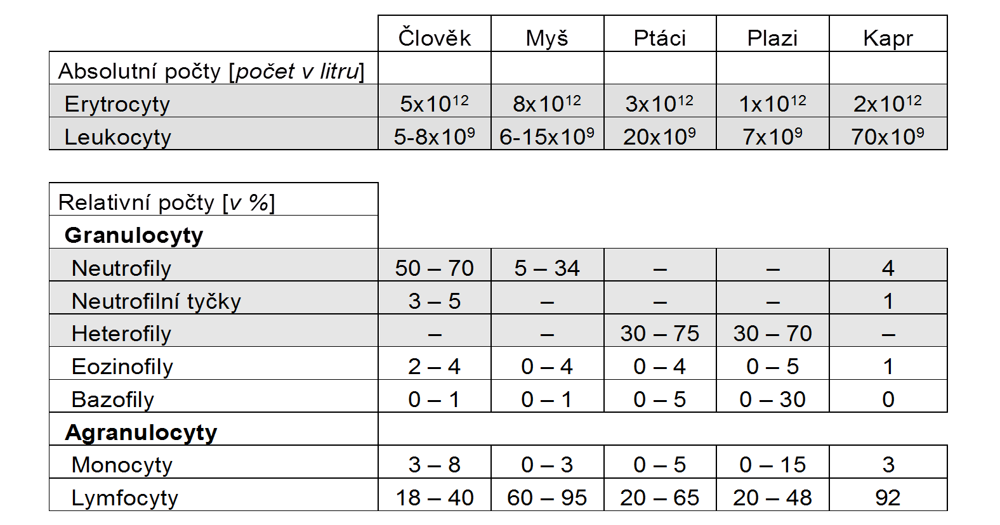 Člověk Myš Ptáci Plazi Kapr
Absolutní počty [počet v litru]
Erytrocyty 5x10¹² 8x10¹² 3x10¹² 1x10¹² 2x10¹²
Leukocyty 5-8x10⁹ 6-15x10⁹ 20x10⁹ 7x10⁹ 70x10⁹
Relativní počty [v %]
Granulocyty
Neutrofily 50 – 70 5 – 34 – – 4
Neutrofilní tyčky 3 – 5 – – – 1
Heterofily – – 30 – 75 30 – 70 –
Eozinofily 2 – 4 0 – 4 0 – 4 0 – 5 1
Bazofily 0 – 1 0 – 1 0 – 5 0 – 30 0
Agranulocyty
Monocyty 3 – 8 0 – 3 0 – 5 0 – 15 3
Lymfocyty 18 – 40 60 – 95 20 – 65 20 – 48 92